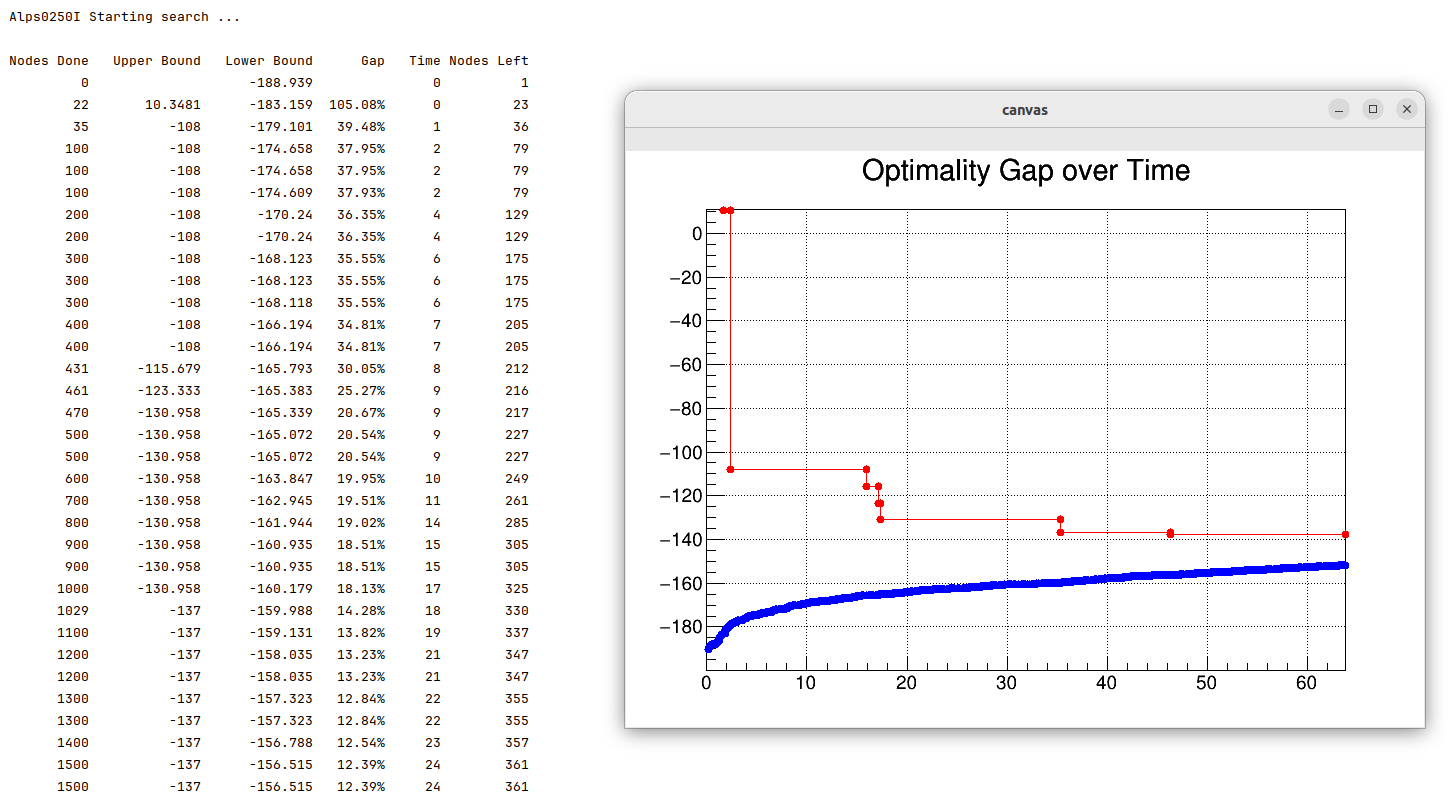 Alps0250I Starting search ...
Nodes Done Upper Bound Lower Bound Gap Time Nodes Left
0 -188.939 0 1
22 10.3481 -183.159 105.08% 0 23
35 -108 -179.101 39.48% 1 36
100 -108 -174.658 37.95% 2 79
100 -108 -174.658 37.95% 2 79
100 -108 -174.609 37.93% 2 79
200 -108 -170.24 36.35% 4 129
200 -108 -170.24 36.35% 4 129
300 -108 -168.123 35.55% 6 175
300 -108 -168.123 35.55% 6 175
300 -108 -168.118 35.55% 6 175
400 -108 -166.194 34.81% 7 205
400 -108 -166.194 34.81% 7 205
431 -115.679 -165.793 30.05% 8 212
461 -123.333 -165.383 25.27% 9 216
470 -130.958 -165.339 20.67% 9 217
500 -130.958 -165.072 20.54% 9 227
500 -130.958 -165.072 20.54% 9 227
600 -130.958 -163.847 19.95% 10 249
700 -130.958 -162.945 19.51% 11 261
800 -130.958 -161.944 19.02% 14 285
900 -130.958 -160.935 18.51% 15 305
900 -130.958 -160.935 18.51% 15 305
1000 -130.958 -160.179 18.13% 17 325
1029 -137 -159.988 14.28% 18 330
1100 -137 -159.131 13.82% 19 337
1200 -137 -158.035 13.23% 21 347
1200 -137 -158.035 13.23% 21 347
1300 -137 -157.323 12.84% 22 355
1300 -137 -157.323 12.84% 22 355
1400 -137 -156.788 12.54% 23 357
1500 -137 -156.515 12.39% 24 361
1500 -137 -156.515 12.39% 24 361
canvas
Optimality Gap over Time
0
−20
−40
−60
−80
−100
−120
−140
−160
−180
0 10 20 30 40 50 60